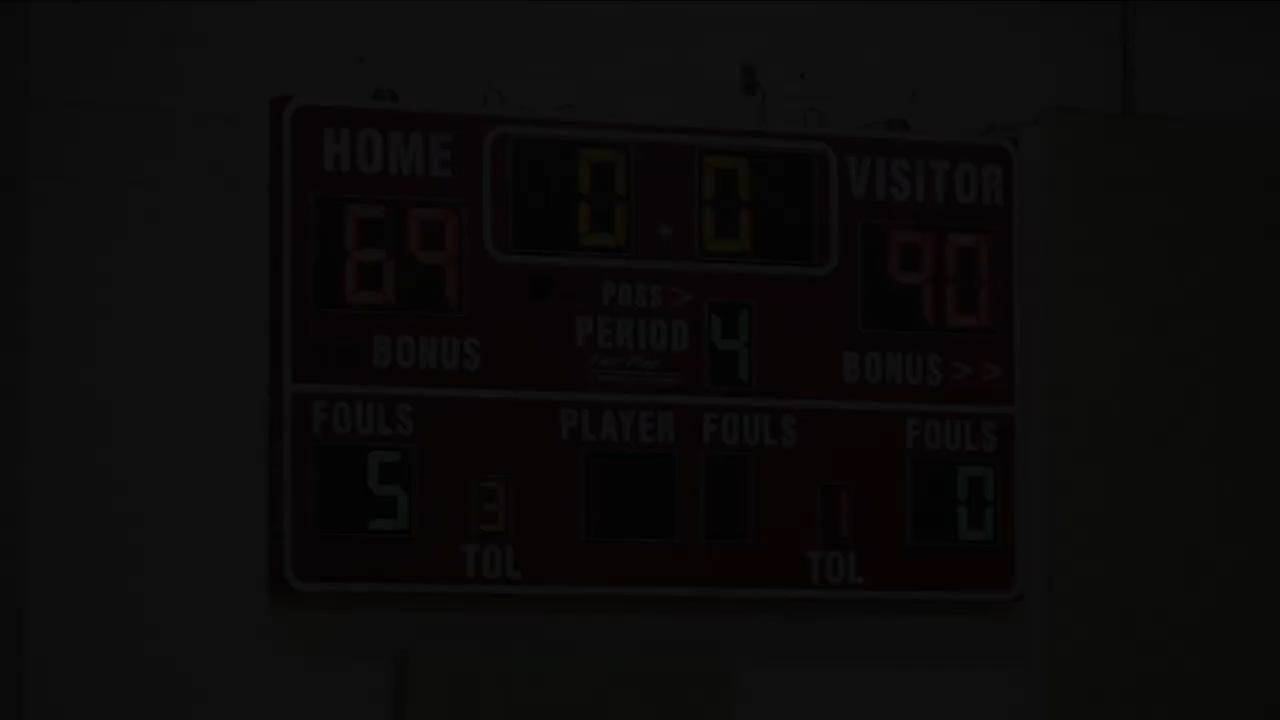 HOME 0.0 VISITOR
69 90
POSS >
PERIOD 4
BONUS BONUS >>
FOULS PLAYER FOULS FOULS
5 3 1 0
TOL TOL